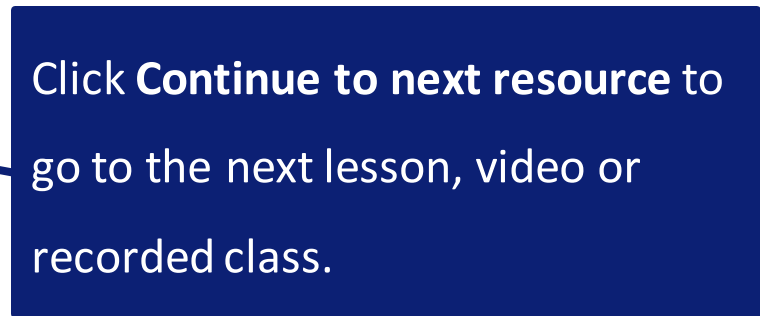 Click Continue to next resource to
go to the next lesson, video or
recorded class.